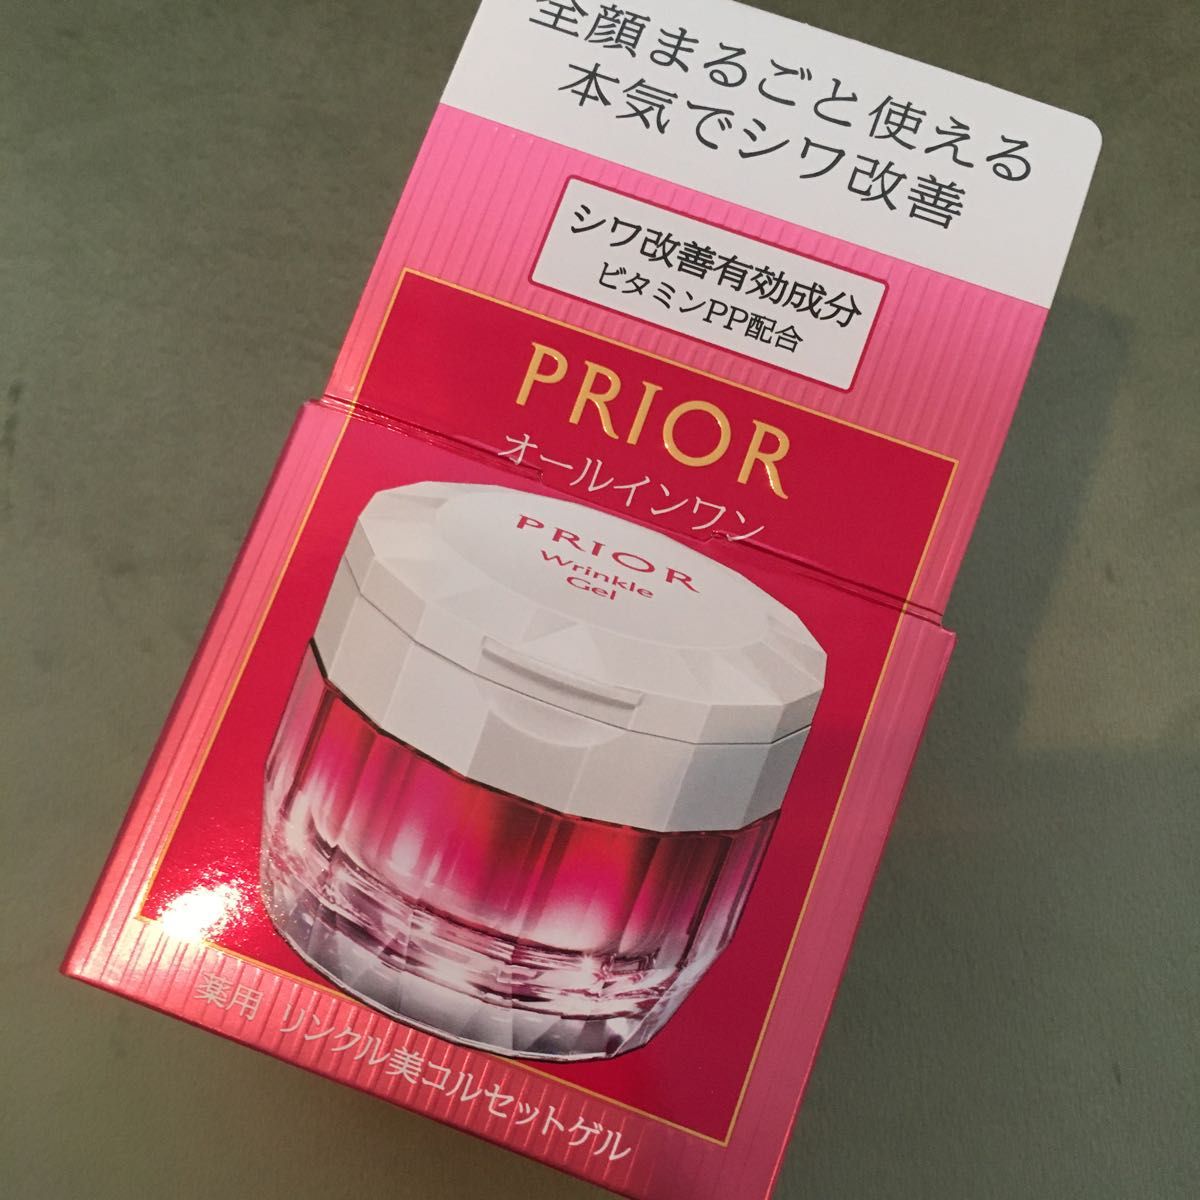 全顔まるごと使える
本気でシワ改善
シワ改善有効成分
ビタミンPP配合
PRIOR
オールインワン
PRIOR
Wrinkle
Gel
薬用 リンクル美コルセットゲル